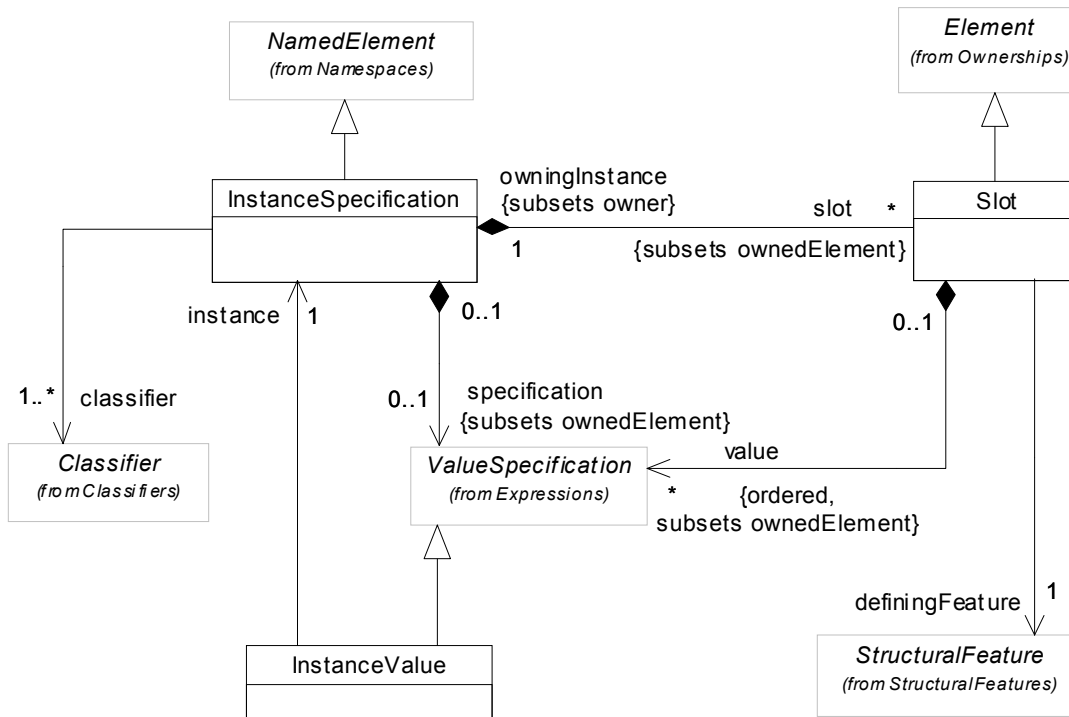 NamedElement
(from Namespaces)
Element
(from Ownerships)
InstanceSpecification
owningInstance
{subsets owner}
1
slot *
{subsets ownedElement}
Slot
instance
1
0..1
0..1
1..*
classifier
0..1
specification
{subsets ownedElement}
Classifier
(from Classifiers)
ValueSpecification
(from Expressions)
value
*
{ordered,
subsets ownedElement}
definingFeature
1
InstanceValue
StructuralFeature
(from StructuralFeatures)